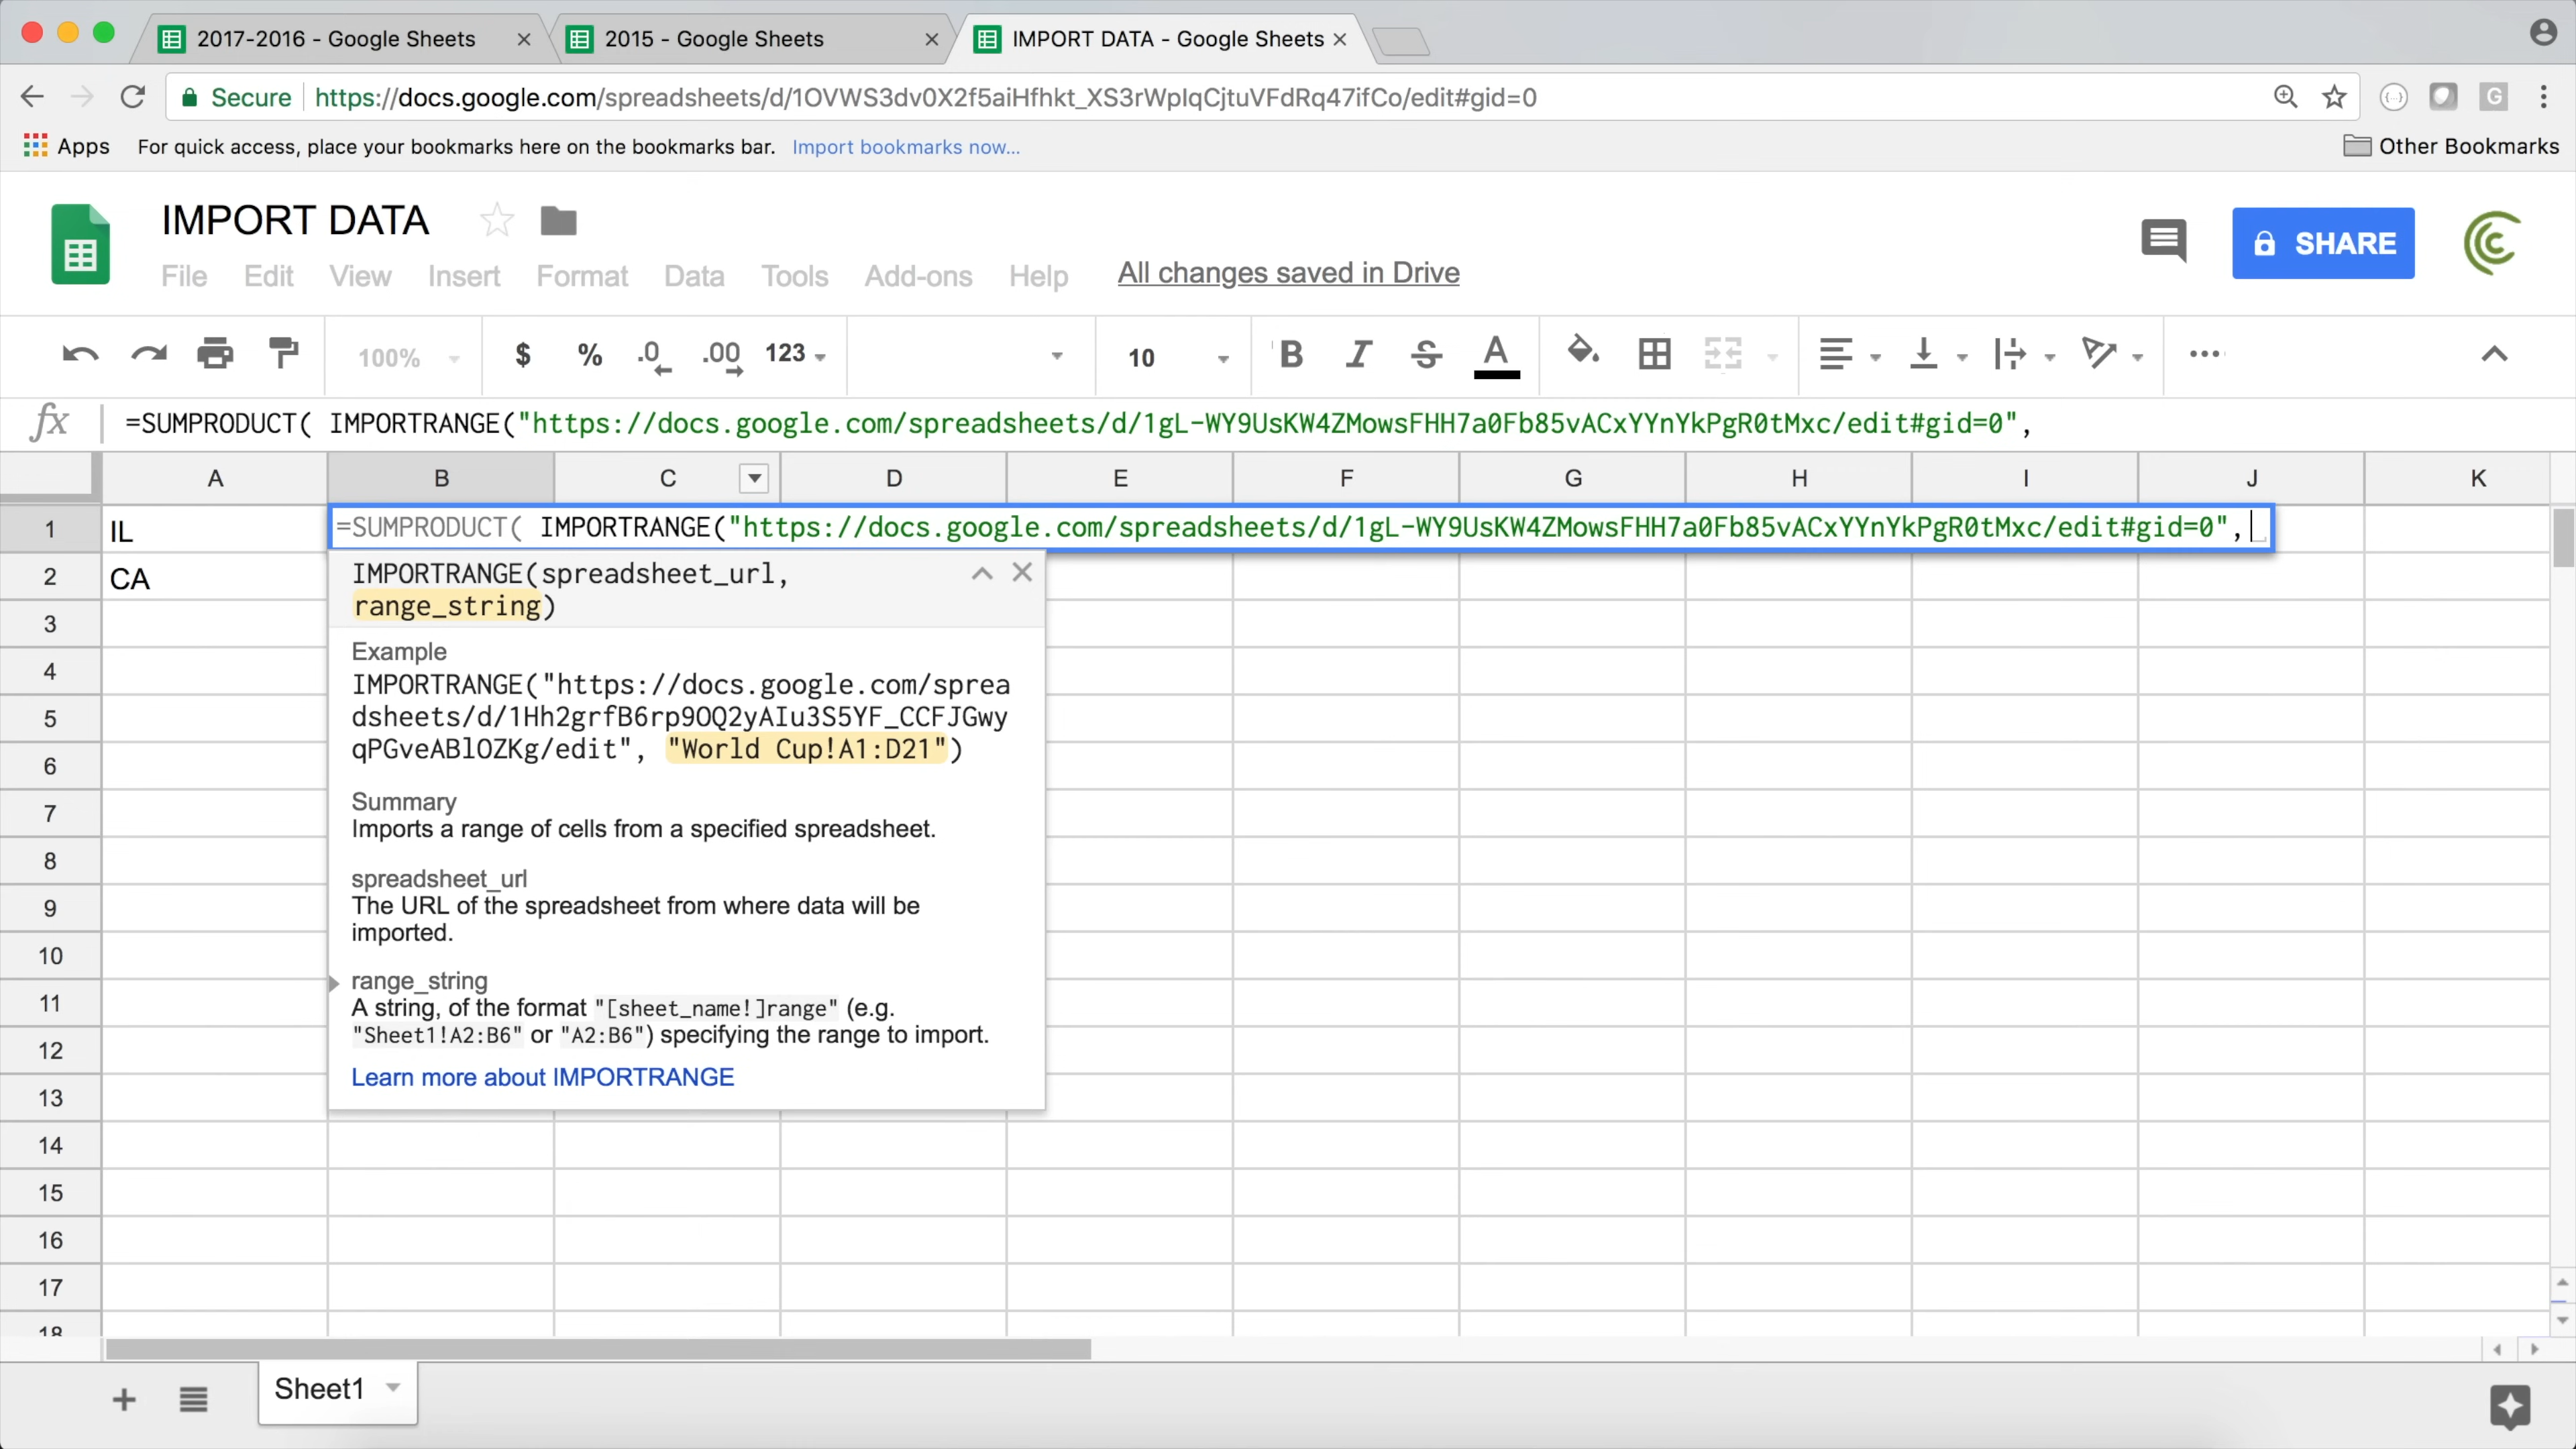 2017-2016 - Google Sheets 2015 - Google Sheets IMPORT DATA - Google Sheets
Secure https://docs.google.com/spreadsheets/d/1OVWS3dv0X2f5aiHfhkt_XS3rWpIqCjtuVFdRq47ifCo/edit#gid=0 G
Apps For quick access, place your bookmarks here on the bookmarks bar. Import bookmarks now... Other Bookmarks
IMPORT DATA
SHARE
File Edit View Insert Format Data Tools Add-ons Help All changes saved in Drive
100% $ % .0 .00 123 10 B I S A
fx =SUMPRODUCT( IMPORTRANGE("https://docs.google.com/spreadsheets/d/1gL-WY9UsKW4ZMowsFHH7a0Fb85vACxYYnYkPgR0tMxc/edit#gid=0",
A B C D E F G H I J K
1 IL =SUMPRODUCT( IMPORTRANGE("https://docs.google.com/spreadsheets/d/1gL-WY9UsKW4ZMowsFHH7a0Fb85vACxYYnYkPgR0tMxc/edit#gid=0",
2 CA
IMPORTRANGE(spreadsheet_url,
range_string)
3
Example
4
IMPORTRANGE("https://docs.google.com/sprea
5
dsheets/d/1Hh2grfB6rp9OQ2yAIu3S5YF_CCFJGwy
qPGveABlOZKg/edit", "World Cup!A1:D21")
6
Summary
7
Imports a range of cells from a specified spreadsheet.
8
spreadsheet_url
9
The URL of the spreadsheet from where data will be
imported.
10
range_string
11
A string, of the format "[sheet_name!]range" (e.g.
"Sheet1!A2:B6" or "A2:B6") specifying the range to import.
12
Learn more about IMPORTRANGE
13
14
15
16
17
18
Sheet1